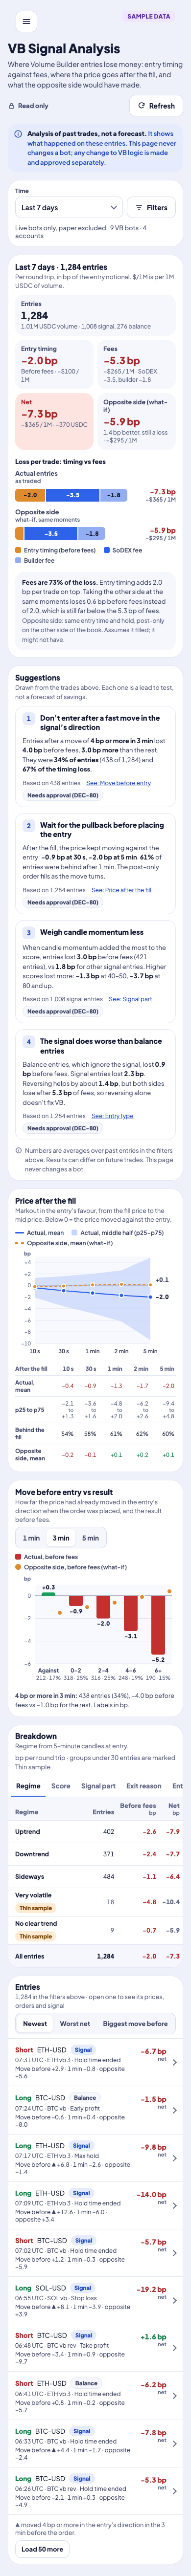 SAMPLE DATA
VB Signal Analysis
Where Volume Builder entries lose money: entry timing
against fees, where the price goes after the fill, and
what the opposite side would have made.
Read only
Refresh
Analysis of past trades, not a forecast. It shows
what happened on these entries. This page never
changes a bot; any change to VB logic is made
and approved separately.
Time
Last 7 days
Filters
Live bots only, paper excluded · 9 VB bots · 4
accounts
Last 7 days · 1,284 entries
Per round trip, in bp of the entry notional. $/1M is per 1M
USDC of volume.
Entries
1,284
1.01M USDC volume · 1,008 signal, 276 balance
Entry timing
−2.0 bp
Before fees · −$100 /
1M
Fees
−5.3 bp
−$265 /1M · SoDEX
−3.5, builder −1.8
Net
−7.3 bp
−$365 /1M · −370 USDC
Opposite side (what-
if)
−5.9 bp
1.4 bp better, still a loss
· −$295 /1M
Loss per trade: timing vs fees
Actual entries
as traded
−2.0
−3.5
−1.8
−7.3 bp
−$365 /1M
Opposite side
what-if, same moments
−3.5
−1.8
−5.9 bp
−$295 /1M
Entry timing (before fees)
SoDEX fee
Builder fee
Fees are 73% of the loss. Entry timing adds 2.0
bp per trade on top. Taking the other side at the
same moments loses 0.6 bp before fees instead
of 2.0, which is still far below the 5.3 bp of fees.
Opposite side: same entry time and hold, post-only
on the other side of the book. Assumes it filled; it
might not have.
Suggestions
Drawn from the trades above. Each one is a lead to test,
not a forecast of savings.
1
Don't enter after a fast move in the
signal's direction
Entries after a move of 4 bp or more in 3 min lost
4.0 bp before fees, 3.0 bp more than the rest.
They were 34% of entries (438 of 1,284) and
67% of the timing loss.
Based on 438 entries
See: Move before entry
Needs approval (DEC-80)
2
Wait for the pullback before placing
the entry
After the fill, the price kept moving against the
entry: −0.9 bp at 30 s, −2.0 bp at 5 min. 61% of
entries were behind at 1 min. The post-only
order fills as the move runs.
Based on 1,284 entries
See: Price after the fill
Needs approval (DEC-80)
3
Weigh candle momentum less
When candle momentum added the most to the
score, entries lost 3.0 bp before fees (421
entries), vs 1.8 bp for other signal entries. Higher
scores lost more: −1.3 bp at 40–50, −3.7 bp at
80 and up.
Based on 1,008 signal entries
See: Signal part
Needs approval (DEC-80)
4
The signal does worse than balance
entries
Balance entries, which ignore the signal, lost 0.9
bp before fees. Signal entries lost 2.3 bp.
Reversing helps by about 1.4 bp, but both sides
lose after 5.3 bp of fees, so reversing alone
doesn't fix VB.
Based on 1,284 entries
See: Entry type
Needs approval (DEC-80)
Numbers are averages over past entries in the filters
above. Results can differ on future trades. This page
never changes a bot.
Price after the fill
Markout in the entry's favour, from the fill price to the
mid price. Below 0 = the price moved against the entry.
Actual, mean
Actual, middle half (p25–p75)
Opposite side, mean (what-if)
bp
+4
+2
0
−2
−4
−6
−8
−10
+0.1
−2.0
10 s
30 s
1 min
2 min
5 min
After the fill 10 s 30 s 1 min 2 min 5 min
Actual, mean −0.4 −0.9 −1.3 −1.7 −2.0
p25 to p75 −2.1 to +1.3 −3.6 to +1.6 −4.8 to +2.0 −6.2 to +2.6 −9.4 to +4.8
Behind the fill 54% 58% 61% 62% 60%
Opposite side, mean −0.2 −0.1 +0.1 +0.2 +0.1
Move before entry vs result
How far the price had already moved in the entry's
direction when the order was placed, and the result
before fees.
1 min
3 min
5 min
Actual, before fees
Opposite side, before fees (what-if)
bp
0
−2
−4
−6
+0.3
−0.9
−2.0
−3.1
−5.2
Against 0–2 2–4 4–6 6+
212 · 17% 318 · 25% 316 · 25% 248 · 19% 190 · 15%
4 bp or more in 3 min: 438 entries (34%), −4.0 bp before
fees vs −1.0 bp for the rest. Labels in bp.
Breakdown
Regime from 5-minute candles at entry.
bp per round trip · groups under 30 entries are marked
Thin sample
Regime
Score
Signal part
Exit reason
Ent
Regime Entries Before fees bp Net bp
Uptrend 402 −2.6 −7.9
Downtrend 371 −2.4 −7.7
Sideways 484 −1.1 −6.4
Very volatile
Thin sample
18 −4.8 −10.4
No clear trend
Thin sample
9 −0.7 −5.9
All entries 1,284 −2.0 −7.3
Entries
1,284 in the filters above · open one to see its prices,
orders and signal
Newest
Worst net
Biggest move before
Short ETH-USD Signal
07:31 UTC · ETH vb 3 · Hold time ended
Move before +2.9 · 1 min −0.8 · opposite
−5.6
−6.7 bp
net
Long BTC-USD Balance
07:24 UTC · BTC vb · Early profit
Move before −0.6 · 1 min +0.4 · opposite
−8.0
−1.5 bp
net
Long ETH-USD Signal
07:17 UTC · ETH vb 3 · Max hold
Move before ▲ +6.8 · 1 min −2.6 · opposite
−1.4
−9.8 bp
net
Long ETH-USD Signal
07:09 UTC · ETH vb 3 · Hold time ended
Move before ▲ +12.6 · 1 min −6.0 ·
opposite +3.4
−14.0 bp
net
Short BTC-USD Signal
07:02 UTC · BTC vb · Hold time ended
Move before +1.2 · 1 min −0.3 · opposite
−5.9
−5.7 bp
net
Long SOL-USD Signal
06:55 UTC · SOL vb · Stop loss
Move before ▲ +8.1 · 1 min −3.9 · opposite
+3.9
−19.2 bp
net
Short BTC-USD Signal
06:48 UTC · BTC vb rev · Take profit
Move before −3.4 · 1 min +0.9 · opposite
−9.7
+1.6 bp
net
Short ETH-USD Balance
06:41 UTC · ETH vb 3 · Hold time ended
Move before +0.8 · 1 min −0.2 · opposite
−5.7
−6.2 bp
net
Long BTC-USD Signal
06:33 UTC · BTC vb · Hold time ended
Move before ▲ +4.4 · 1 min −1.7 · opposite
−2.4
−7.8 bp
net
Long BTC-USD Signal
06:26 UTC · BTC vb rev · Hold time ended
Move before −2.1 · 1 min +0.3 · opposite
−4.9
−5.3 bp
net
▲ moved 4 bp or more in the entry's direction in the 3
min before the order.
Load 50 more